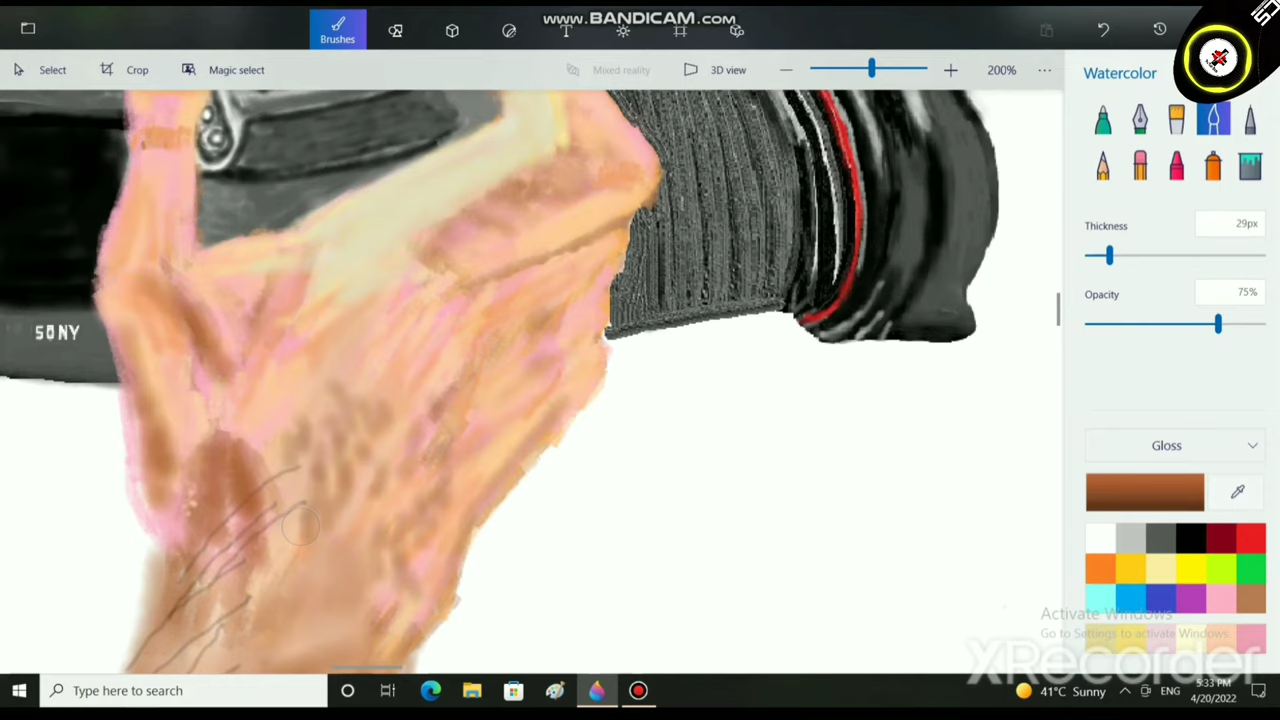 www.BANDICAM.com
Brushes
Select
Crop
Magic select
Mixed reality
3D view
200%
Watercolor
Thickness
29px
Opacity
75%
Gloss
SONY
Activate Windows
Go to Settings to activate Windows.
XRecorder
Type here to search
41°C Sunny
ENG
5:33 PM
4/20/2022